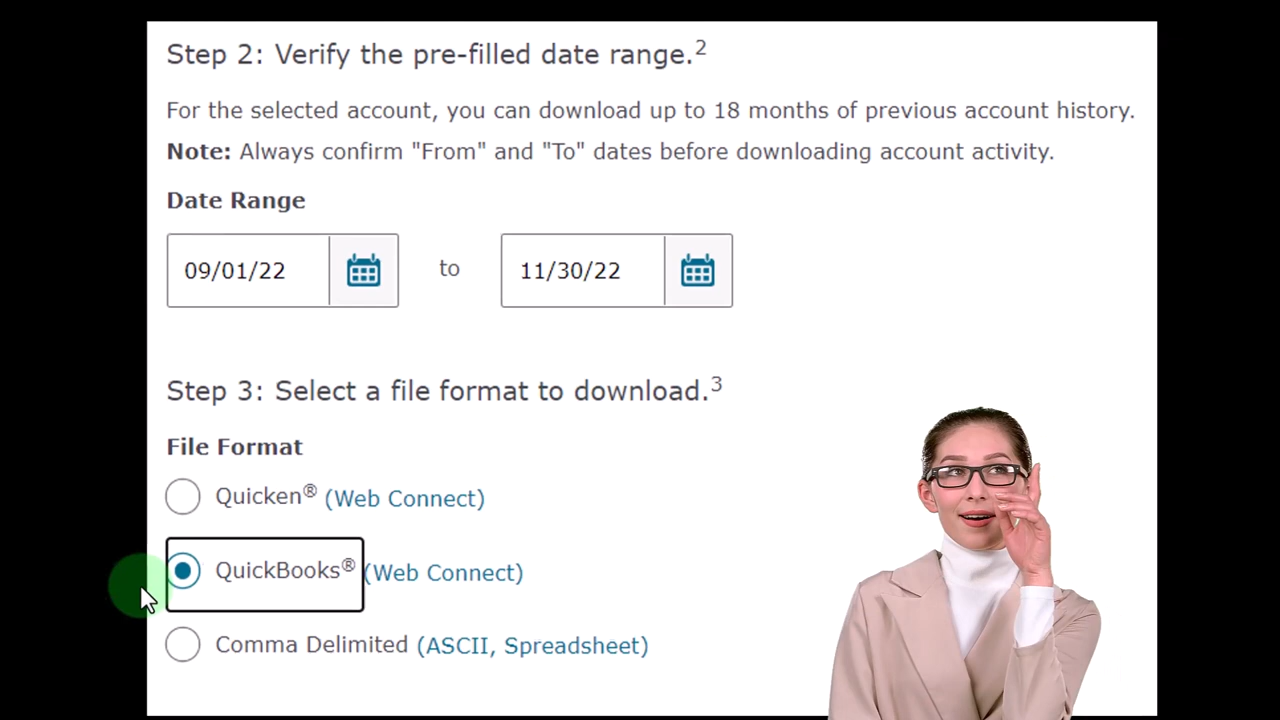 Step 2: Verify the pre-filled date range.2
For the selected account, you can download up to 18 months of previous account history.
Note: Always confirm "From" and "To" dates before downloading account activity.
Date Range
09/01/22 to 11/30/22
Step 3: Select a file format to download.3
File Format
Quicken® (Web Connect)
QuickBooks® (Web Connect)
Comma Delimited (ASCII, Spreadsheet)